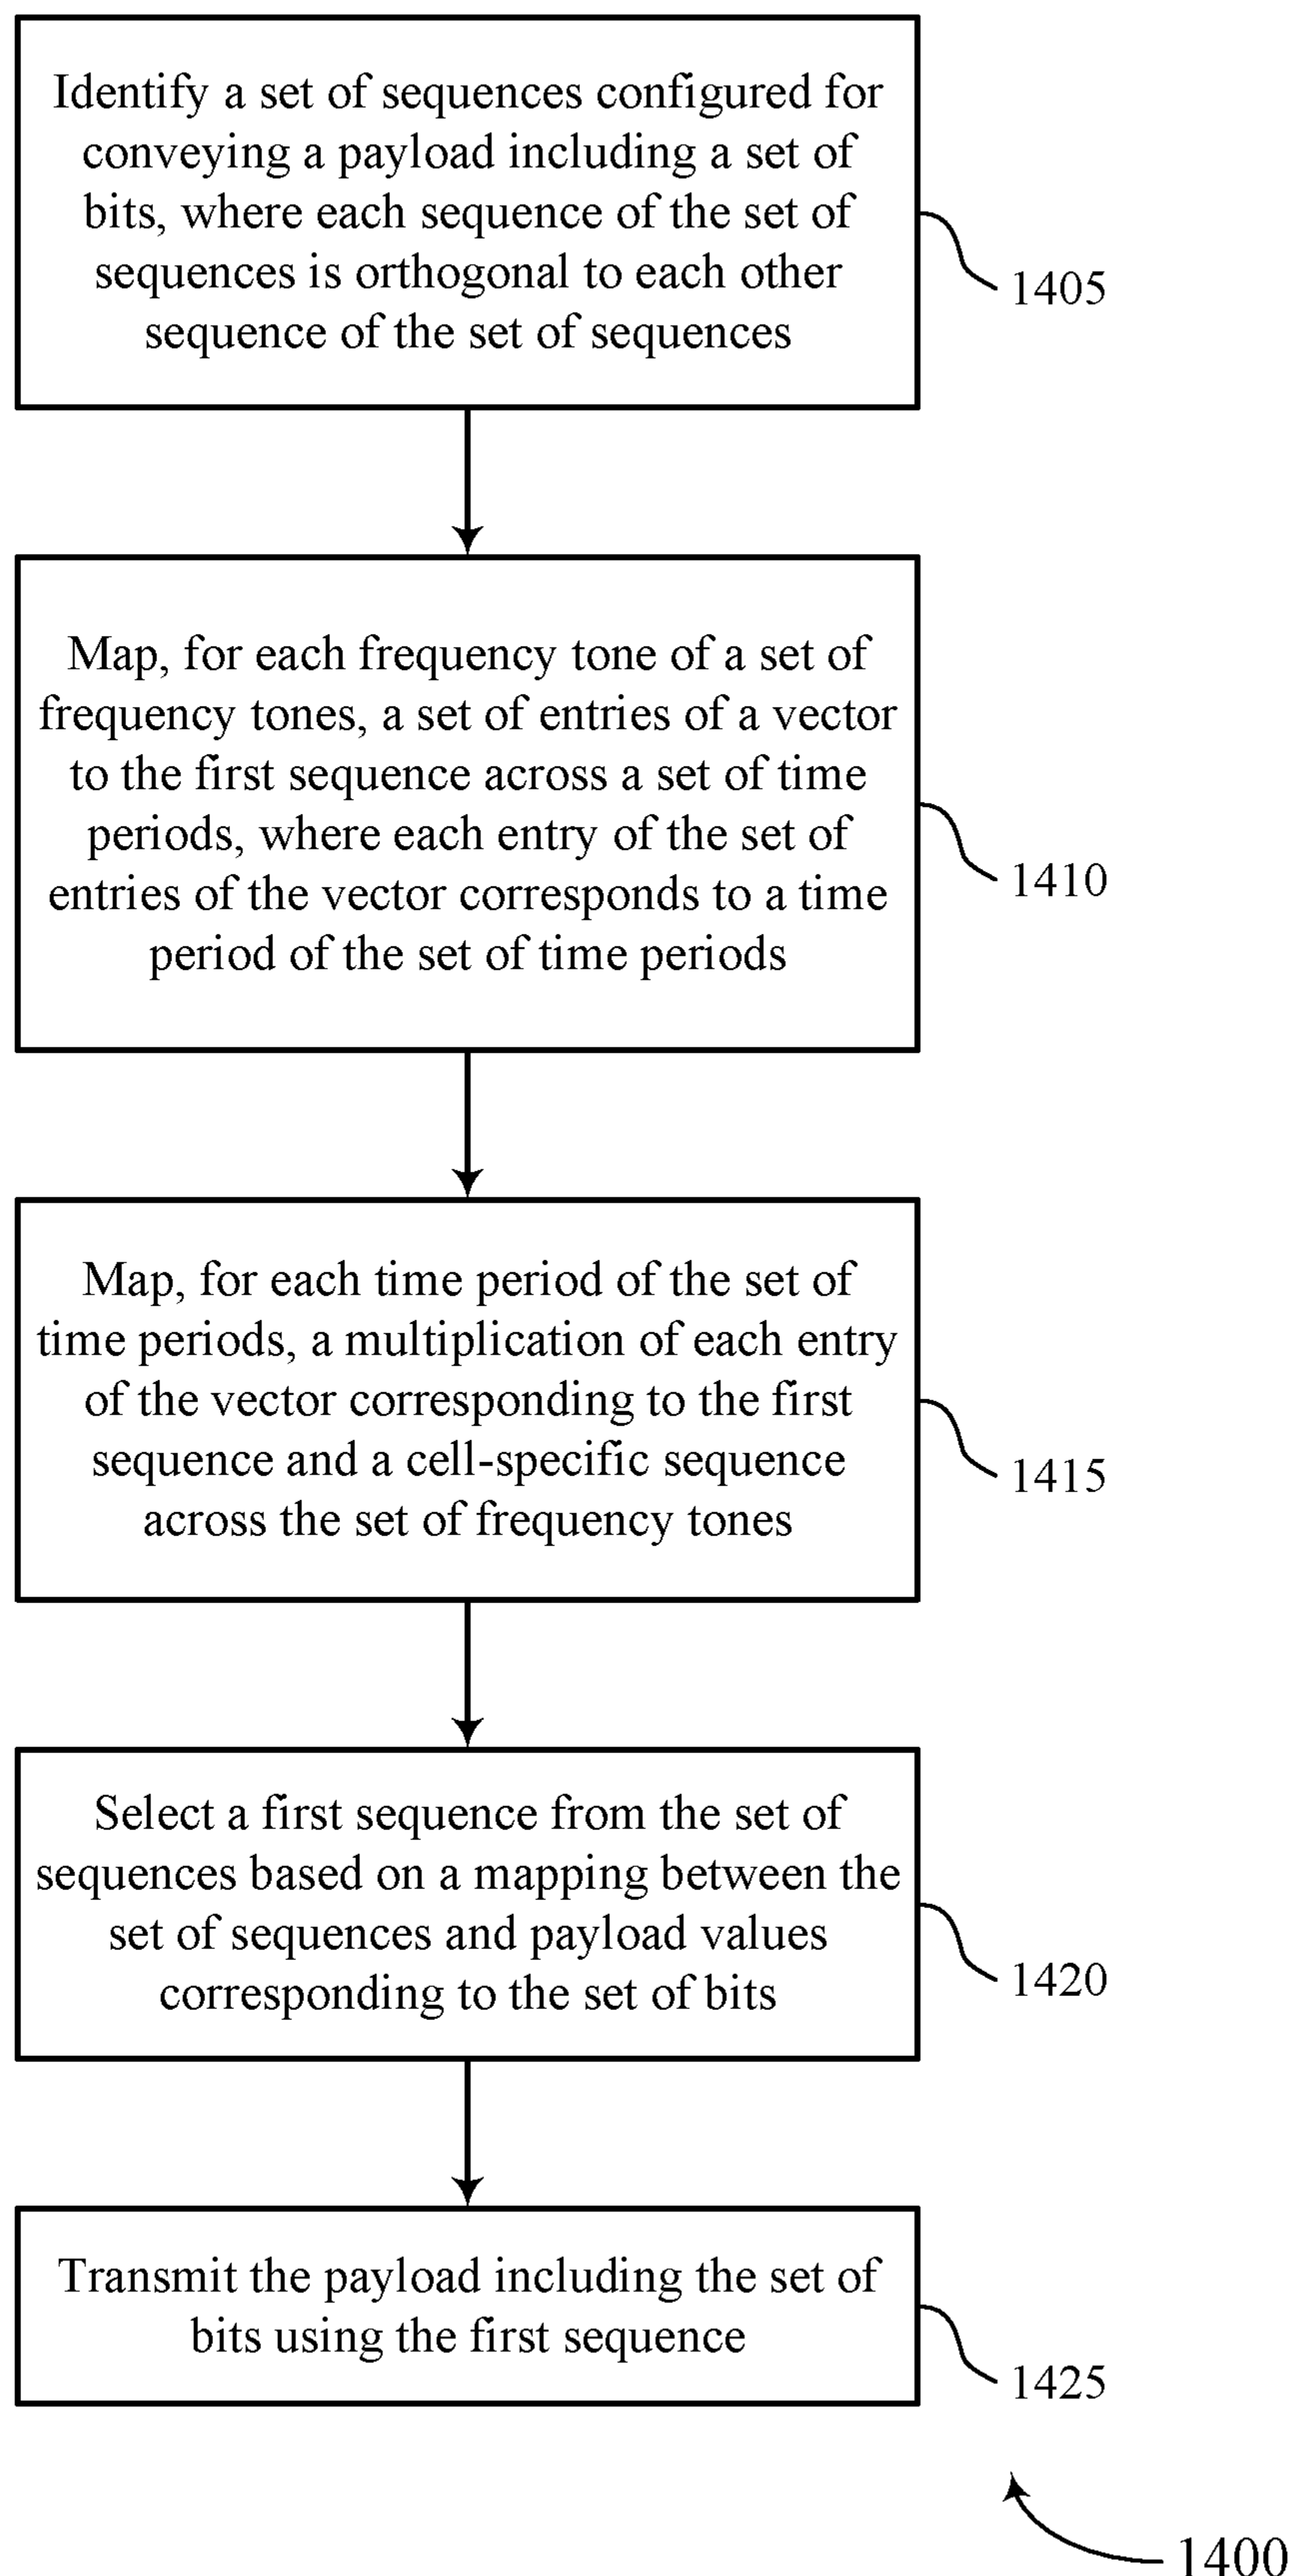 Identify a set of sequences configured for
conveying a payload including a set of
bits, where each sequence of the set of
sequences is orthogonal to each other
sequence of the set of sequences
1405
Map, for each frequency tone of a set of
frequency tones, a set of entries of a vector
to the first sequence across a set of time
periods, where each entry of the set of
entries of the vector corresponds to a time
period of the set of time periods
1410
Map, for each time period of the set of
time periods, a multiplication of each entry
of the vector corresponding to the first
sequence and a cell-specific sequence
across the set of frequency tones
1415
Select a first sequence from the set of
sequences based on a mapping between the
set of sequences and payload values
corresponding to the set of bits
1420
Transmit the payload including the set of
bits using the first sequence
1425
1400